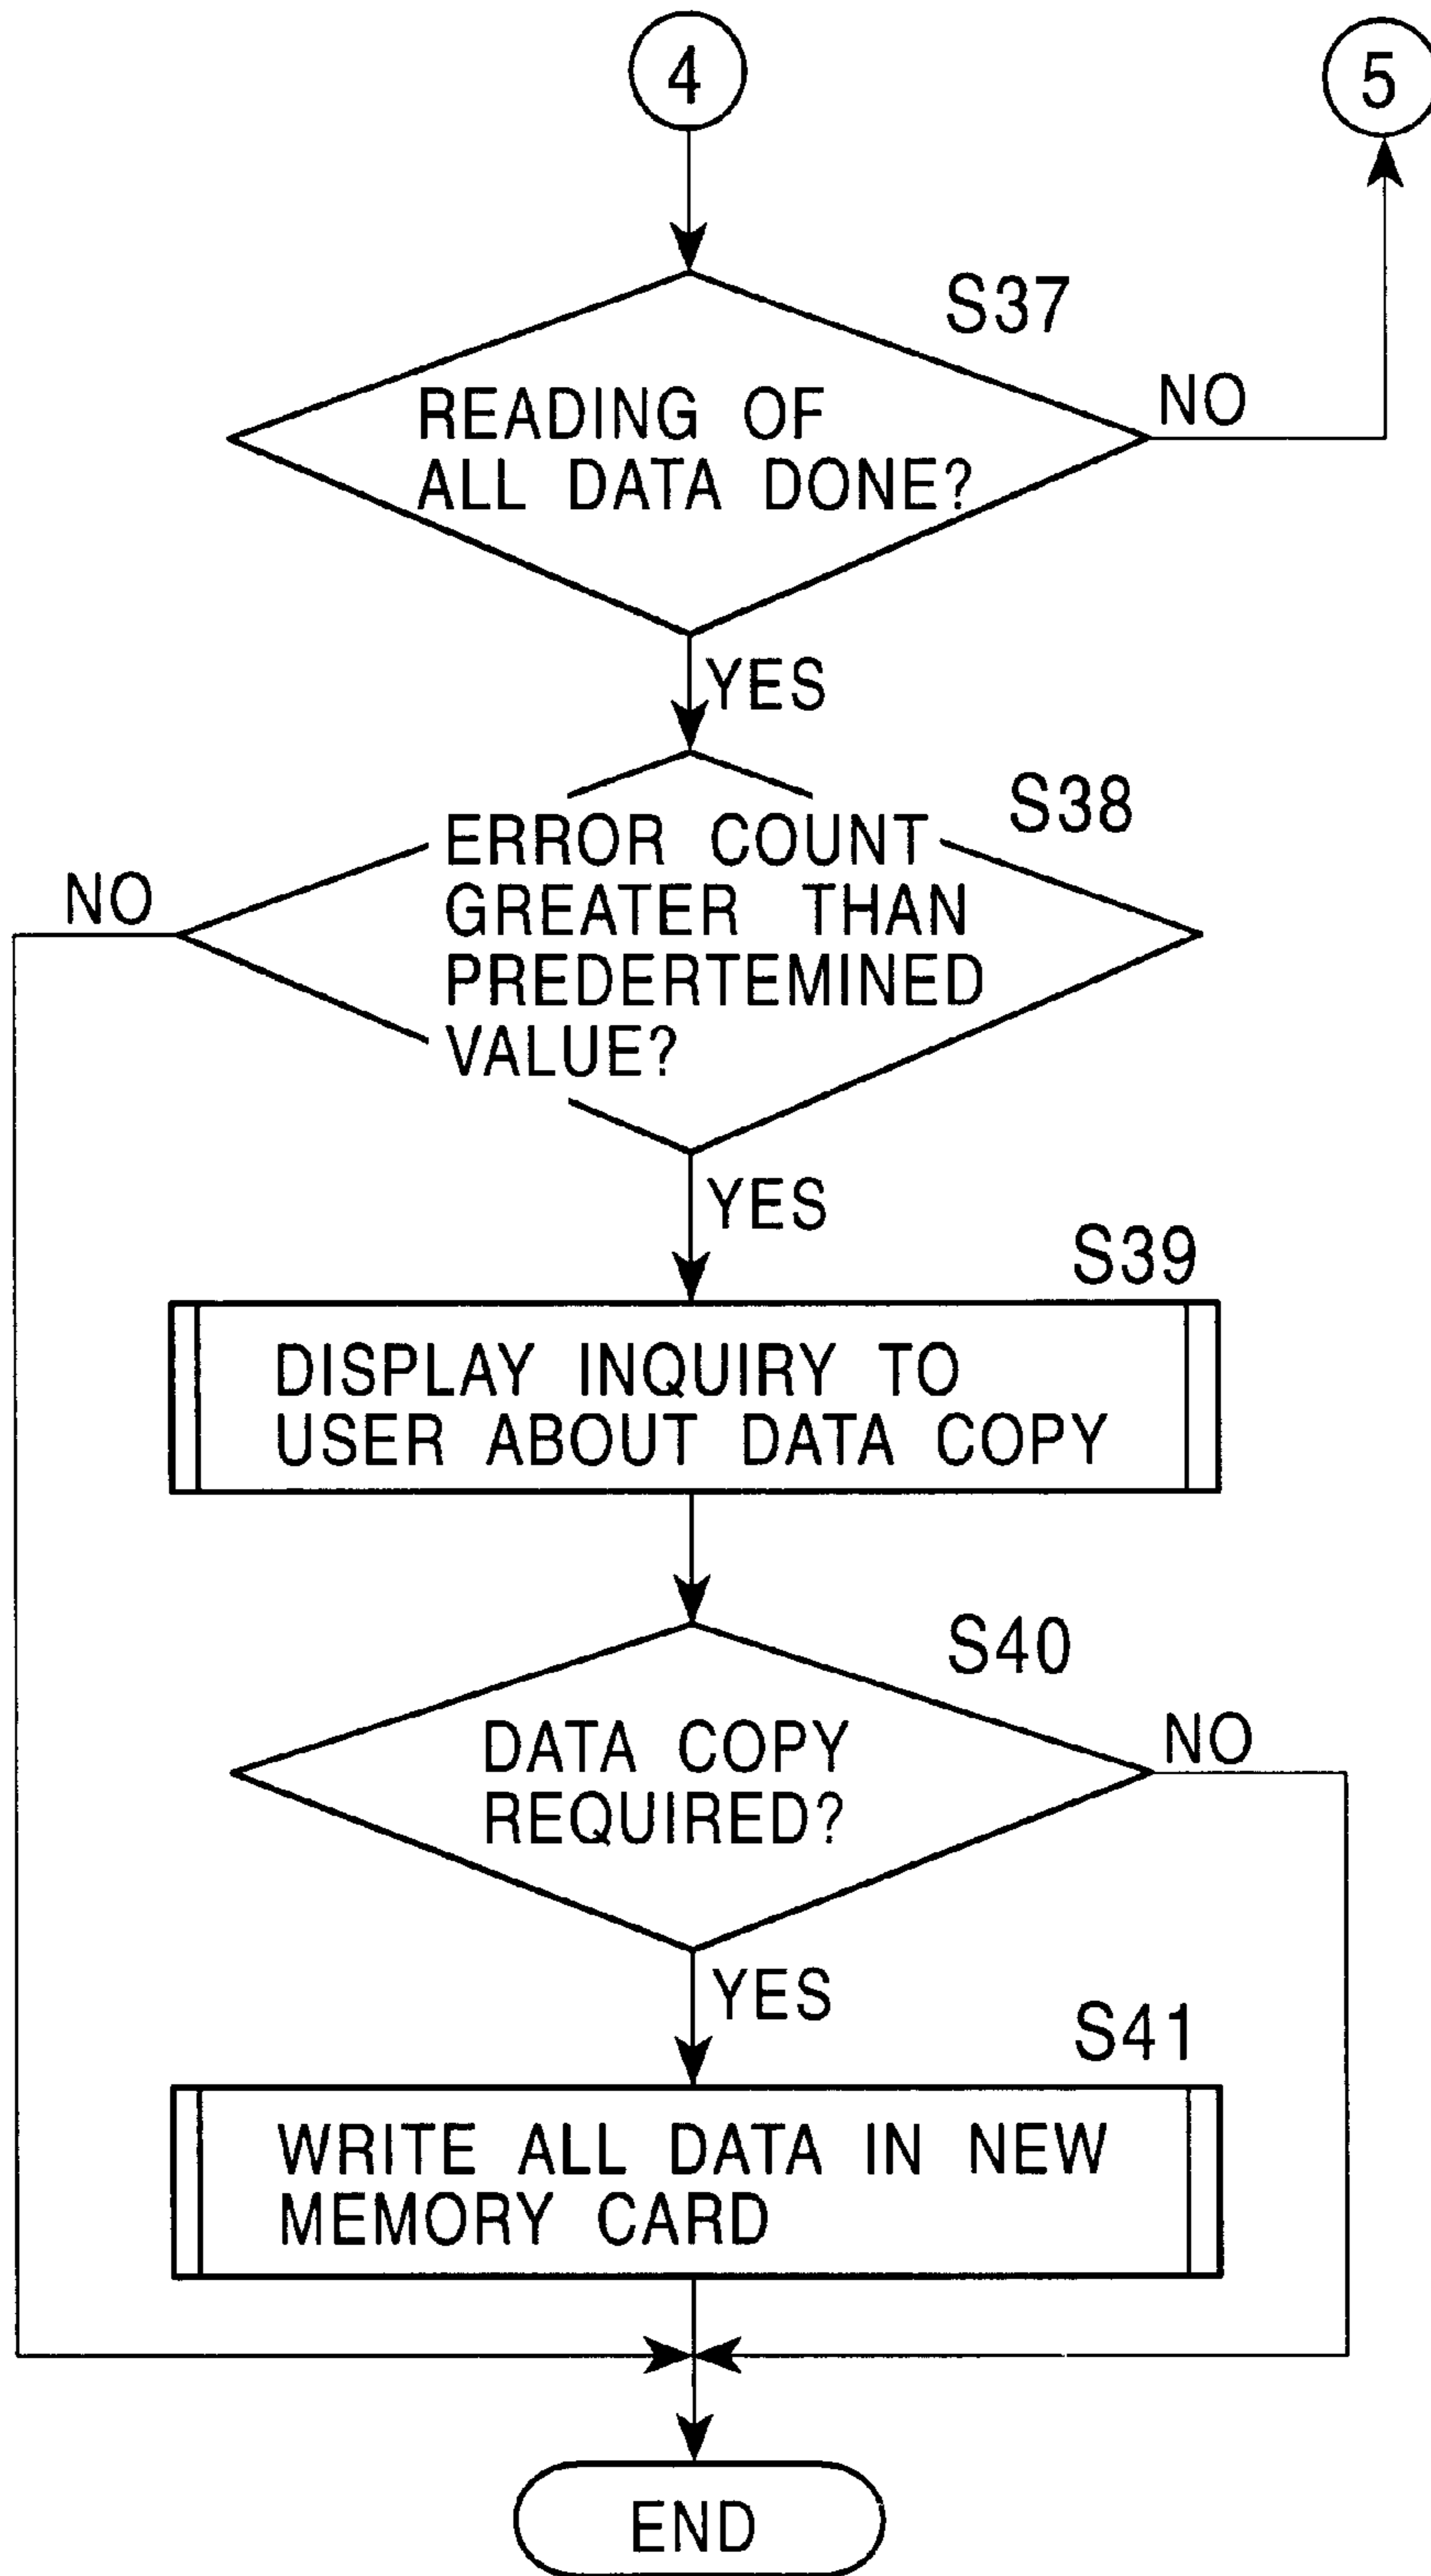 4
5
S37
READING OF
ALL DATA DONE?
NO
YES
S38
ERROR COUNT
GREATER THAN
PREDERTEMINED
VALUE?
NO
YES
S39
DISPLAY INQUIRY TO
USER ABOUT DATA COPY
S40
DATA COPY
REQUIRED?
NO
YES
S41
WRITE ALL DATA IN NEW
MEMORY CARD
END